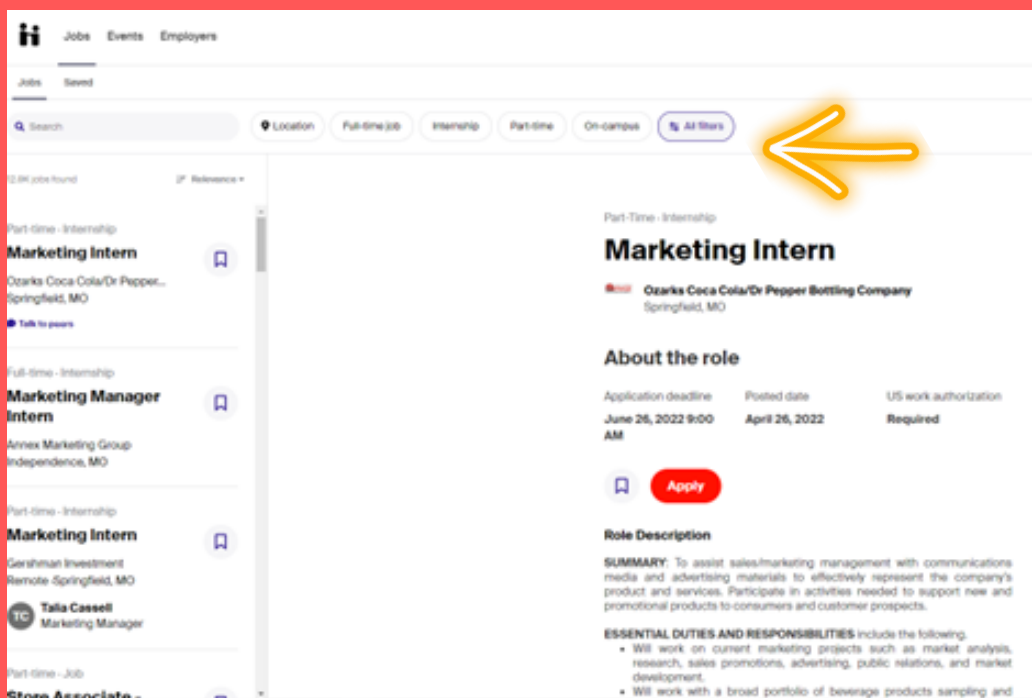 Jobs Events Employers
Jobs Saved
Search
Location Full-time job Internship Part-time On-campus All filters
12.8K jobs found Relevance
Part-time - Internship
Marketing Intern
Ozarks Coca Cola/Dr Pepper...
Springfield, MO
Talk to peers
Full-time - Internship
Marketing Manager
Intern
Annex Marketing Group
Independence, MO
Part-time - Internship
Marketing Intern
Gershman Investment
Remote -Springfield, MO
TC Talia Cassell
Marketing Manager
Part-time - Job
Store Associate -
Part-Time - Internship
Marketing Intern
Ozarks Coca Cola/Dr Pepper Bottling Company
Springfield, MO
About the role
Application deadline Posted date US work authorization
June 26, 2022 9:00 April 26, 2022 Required
AM
Apply
Role Description
SUMMARY: To assist sales/marketing management with communications
media and advertising materials to effectively represent the company's
product and services. Participate in activities needed to support new and
promotional products to consumers and customer prospects.
ESSENTIAL DUTIES AND RESPONSIBILITIES include the following.
• Will work on current marketing projects such as market analysis,
research, sales promotions, advertising, public relations, and market
development.
• Will work with a broad portfolio of beverage products sampling and